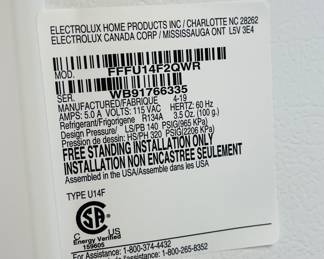 ELECTROLUX HOME PRODUCTS INC / CHARLOTTE NC 28262
ELECTROLUX CANADA CORP / MISSISSAUGA ONT L5V 3E4
MOD. FFFU14F2QWR
SER. WB91766335
MANUFACTURED/FABRIQUE 4-19
AMPS: 5.0 A VOLTS: 115 VAC HERTZ: 60 Hz
Refrigerant/Frigorigene R134A 3.5 Oz. (100 g.)
Design Pressure/ LS/PB 140 PSIG(965 KPa)
Pression de dessin: HS/PH 320 PSIG(2206 KPa)
FREE STANDING INSTALLATION ONLY
INSTALLATION NON ENCASTREE SEULEMENT
Assembled in the USA/Assemble dans les USA
TYPE U14F
C US
Energy Verified
159605
For Assistance: 1-800-374-4432
1-800-265-8352